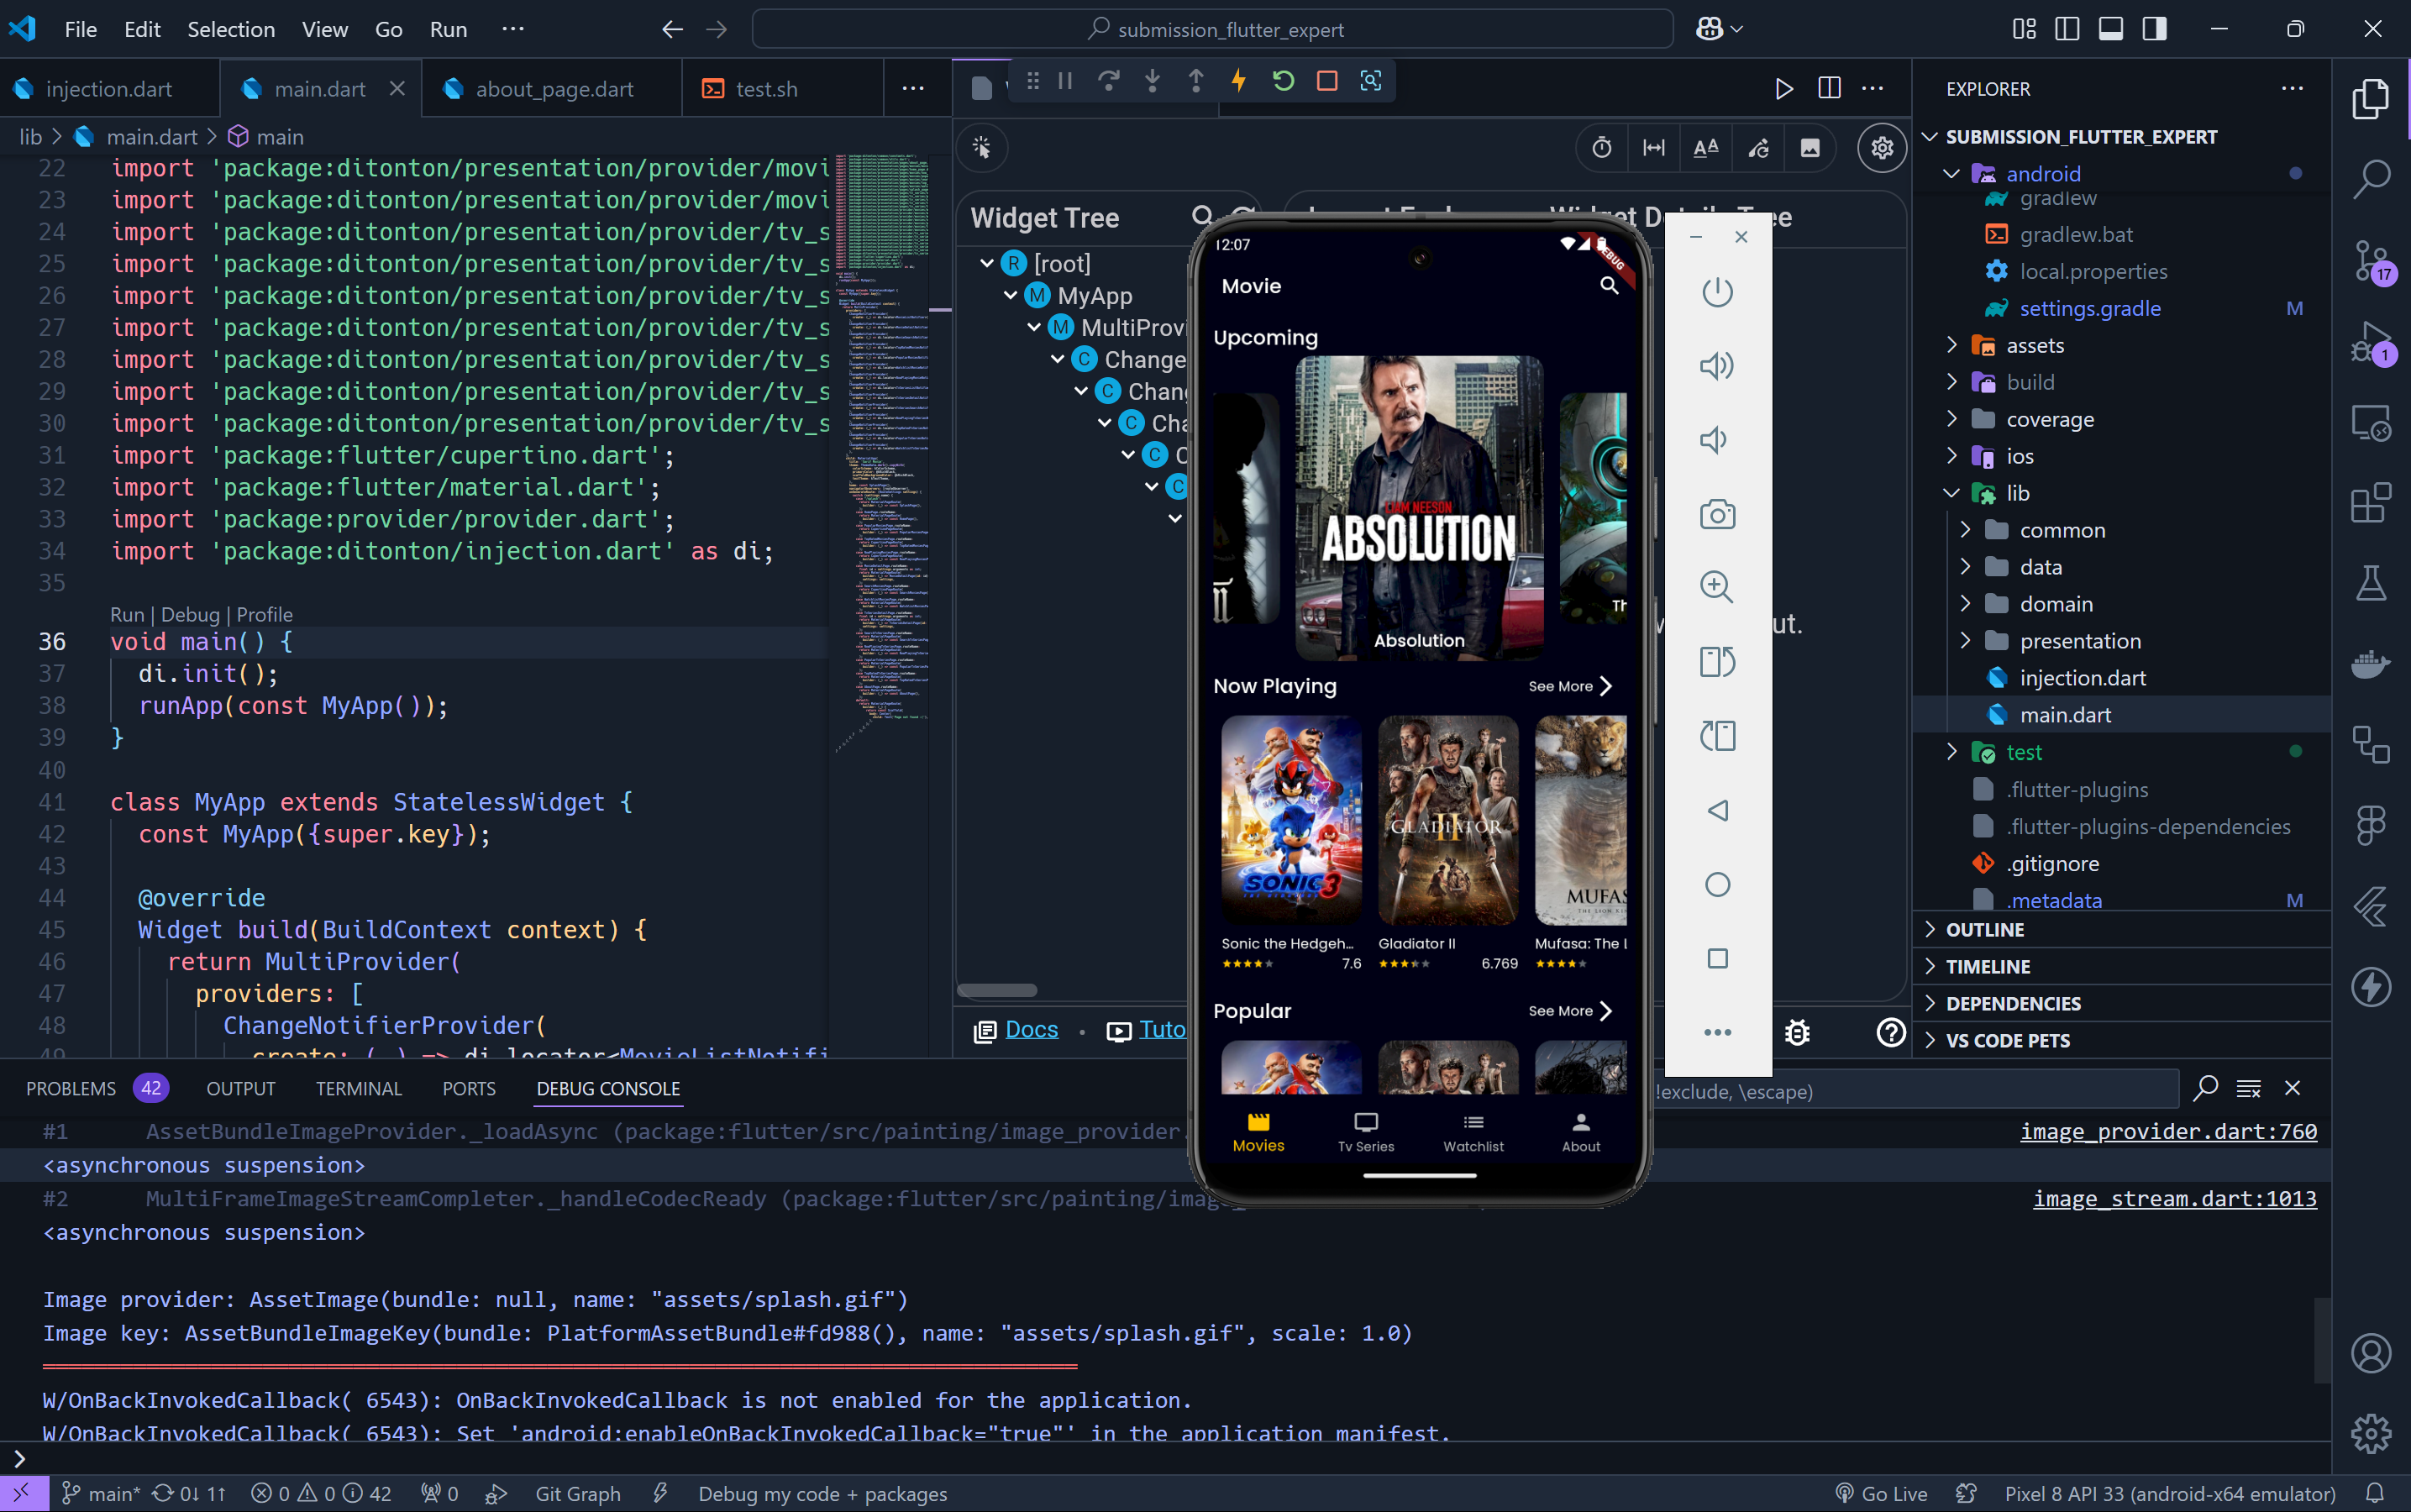 File Edit Selection View Go Run ···
submission_flutter_expert
injection.dart main.dart about_page.dart test.sh
lib > main.dart > main
22 import 'package:ditonton/presentation/provider/movi
23 import 'package:ditonton/presentation/provider/movi
24 import 'package:ditonton/presentation/provider/tv_s
25 import 'package:ditonton/presentation/provider/tv_s
26 import 'package:ditonton/presentation/provider/tv_s
27 import 'package:ditonton/presentation/provider/tv_s
28 import 'package:ditonton/presentation/provider/tv_s
29 import 'package:ditonton/presentation/provider/tv_s
30 import 'package:ditonton/presentation/provider/tv_s
31 import 'package:flutter/cupertino.dart';
32 import 'package:flutter/material.dart';
33 import 'package:provider/provider.dart';
34 import 'package:ditonton/injection.dart' as di;
35
Run | Debug | Profile
36 void main() {
37 di.init();
38 runApp(const MyApp());
39 }
40
41 class MyApp extends StatelessWidget {
42 const MyApp({super.key});
43
44 @override
45 Widget build(BuildContext context) {
46 return MultiProvider(
47 providers: [
48 ChangeNotifierProvider(
49 create: (_) => di.locator<MovieListNotifi
Widget Tree
R [root]
M MyApp
M MultiProvi
C Change
C Chang
C Cha
C C
C
Docs · Tuto
12:07
DEBUG
Movie
Upcoming
LIAM NEESON
ABSOLUTION
Absolution
Th
Now Playing See More
SONIC 3
GLADIATOR II
MUFAS
Sonic the Hedgeh... Gladiator II Mufasa: The L
7.6 6.769
Popular See More
Movies Tv Series Watchlist About
EXPLORER
SUBMISSION_FLUTTER_EXPERT
android
gradlew
gradlew.bat
local.properties
settings.gradle M
assets
build
coverage
ios
lib
common
data
domain
presentation
injection.dart
main.dart
test
.flutter-plugins
.flutter-plugins-dependencies
.gitignore
.metadata M
OUTLINE
TIMELINE
DEPENDENCIES
VS CODE PETS
17
1
PROBLEMS 42 OUTPUT TERMINAL PORTS DEBUG CONSOLE
!exclude, \escape)
#1 AssetBundleImageProvider._loadAsync (package:flutter/src/painting/image_provider. image_provider.dart:760
<asynchronous suspension>
#2 MultiFrameImageStreamCompleter._handleCodecReady (package:flutter/src/painting/image_ image_stream.dart:1013
<asynchronous suspension>
Image provider: AssetImage(bundle: null, name: "assets/splash.gif")
Image key: AssetBundleImageKey(bundle: PlatformAssetBundle#fd988(), name: "assets/splash.gif", scale: 1.0)
W/OnBackInvokedCallback( 6543): OnBackInvokedCallback is not enabled for the application.
W/OnBackInvokedCallback( 6543): Set 'android:enableOnBackInvokedCallback="true"' in the application manifest.
main* 0↓ 1↑ 0 0 42 0 Git Graph Debug my code + packages Go Live Pixel 8 API 33 (android-x64 emulator)